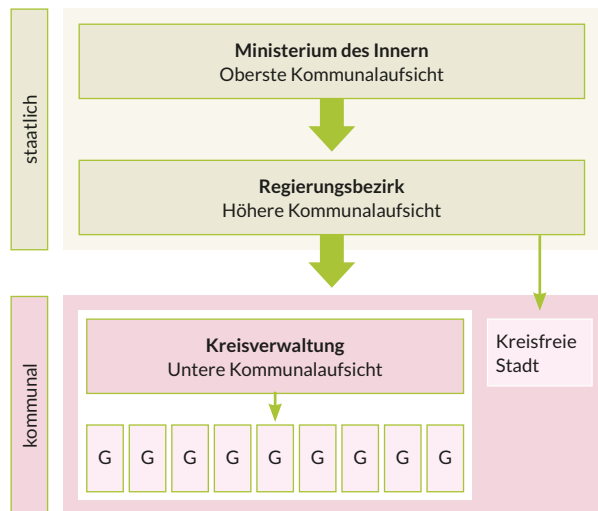 staatlich
Ministerium des Innern
Oberste Kommunalaufsicht
Regierungsbezirk
Höhere Kommunalaufsicht
kommunal
Kreisverwaltung
Untere Kommunalaufsicht
Kreisfreie
Stadt
G G G G G G G G G